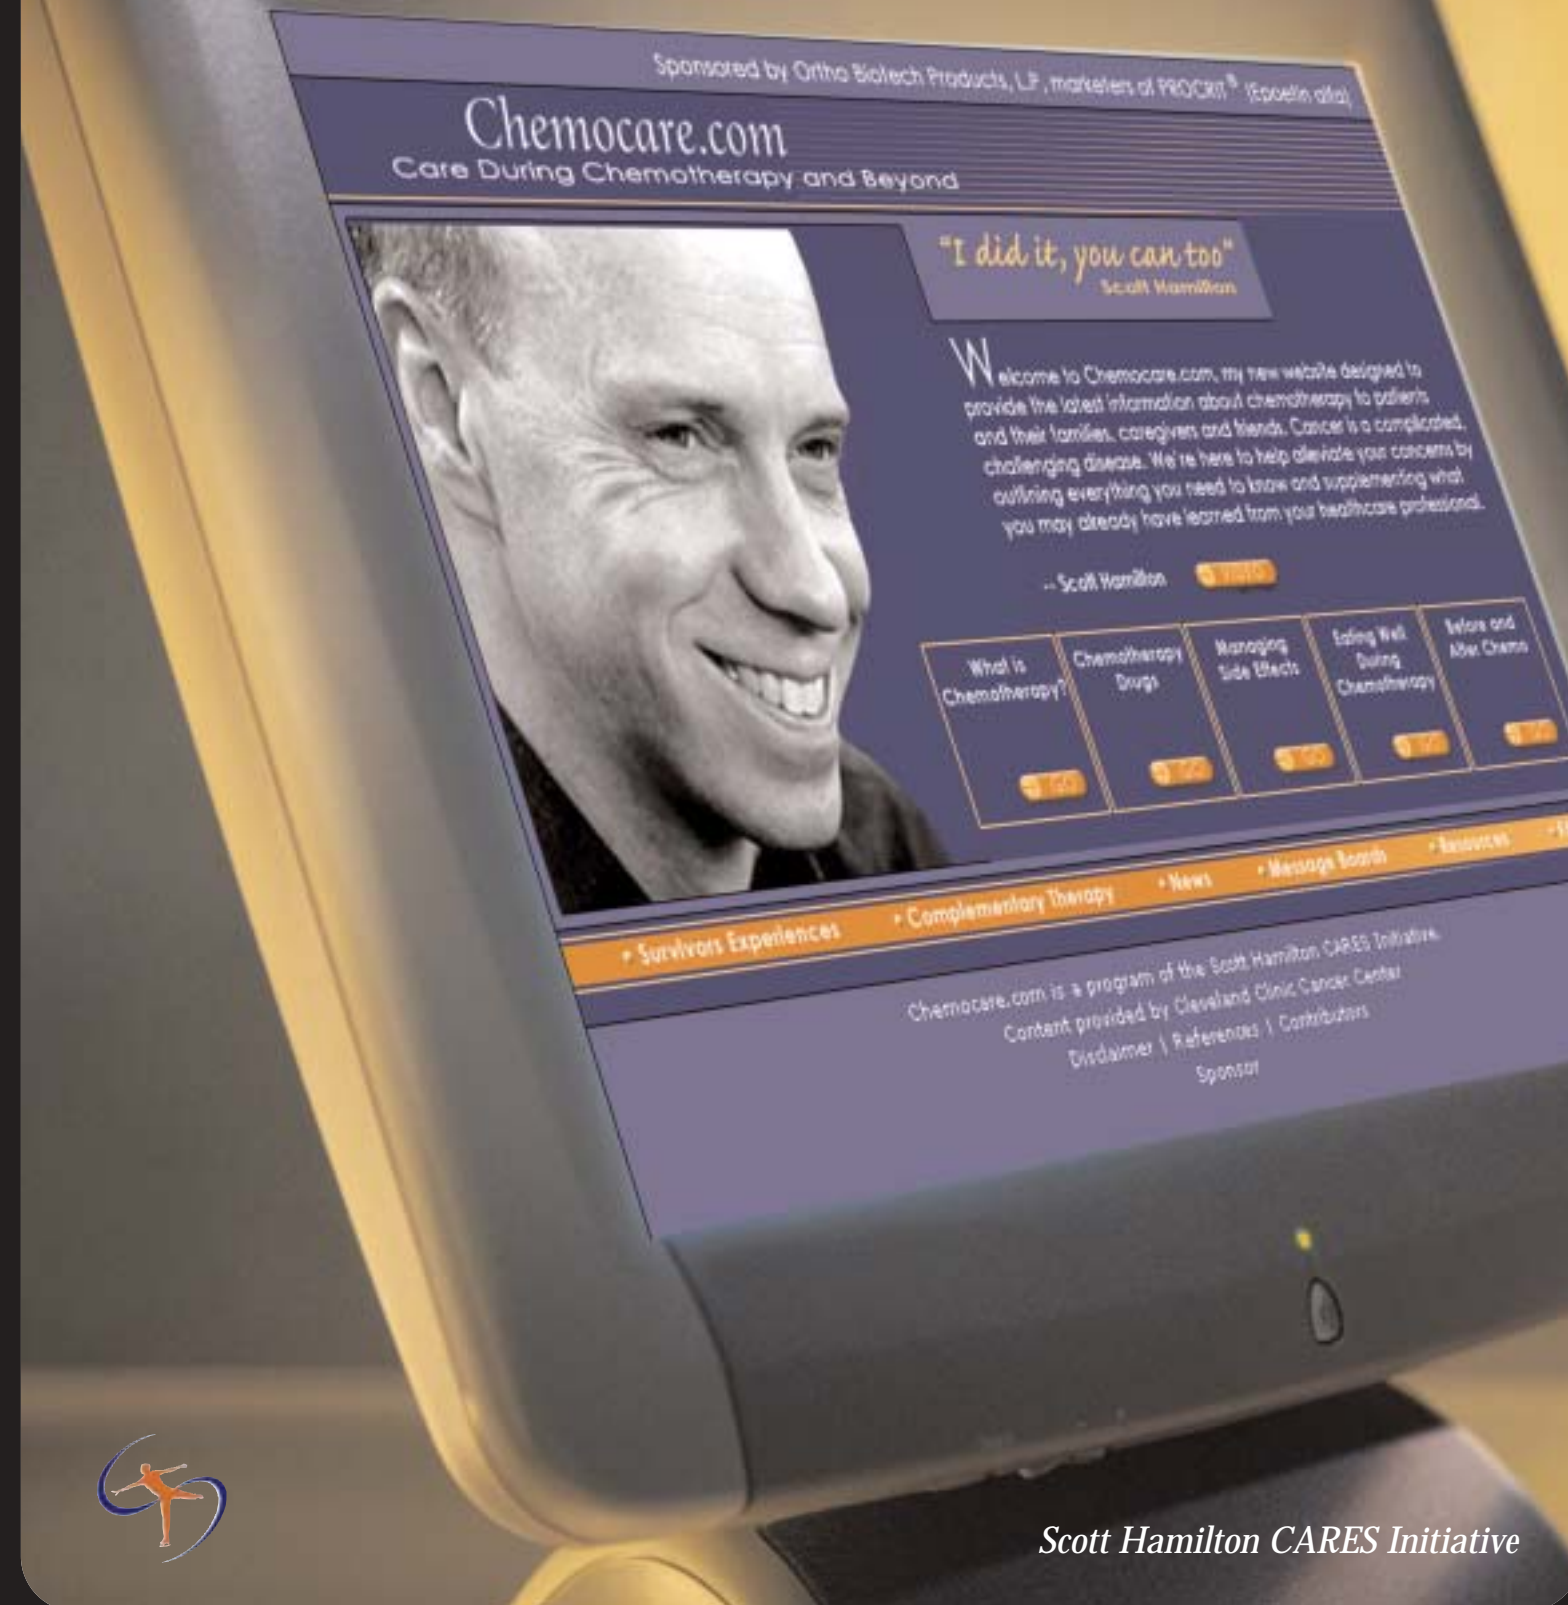 Sponsored by Ortho Biotech Products, L.P., marketers of PROCRIT® (Epoetin alfa)
Chemocare.com
Care During Chemotherapy and Beyond
"I did it, you can too"
Scott Hamilton
Welcome to Chemocare.com, my new website designed to
provide the latest information about chemotherapy to patients
and their families, caregivers and friends. Cancer is a complicated,
challenging disease. We're here to help alleviate your concerns by
outlining everything you need to know and supplementing what
you may already have learned from your healthcare professional.
-- Scott Hamilton
What is
Chemotherapy?
GO
Chemotherapy
Drugs
GO
Managing
Side Effects
GO
Eating Well
During
Chemotherapy
GO
Before and
After Chemo
GO
• Survivors Experiences • Complementary Therapy • News • Message Boards • Resources
Chemocare.com is a program of the Scott Hamilton CARES Initiative.
Content provided by Cleveland Clinic Cancer Center
Disclaimer | References | Contributors
Sponsor
Scott Hamilton CARES Initiative